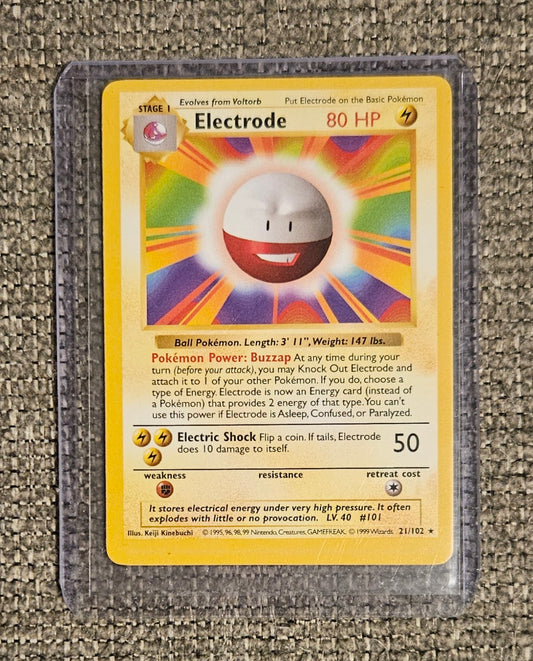 STAGE 1 Evolves from Voltorb Put Electrode on the Basic Pokémon
Electrode 80 HP
Ball Pokémon. Length: 3' 11", Weight: 147 lbs.
Pokémon Power: Buzzap At any time during your
turn (before your attack), you may Knock Out Electrode and
attach it to 1 of your other Pokémon. If you do, choose a
type of Energy. Electrode is now an Energy card (instead of
a Pokémon) that provides 2 energy of that type. You can't
use this power if Electrode is Asleep, Confused, or Paralyzed.
Electric Shock Flip a coin. If tails, Electrode
does 10 damage to itself. 50
weakness resistance retreat cost
It stores electrical energy under very high pressure. It often
explodes with little or no provocation. LV. 40 #101
Illus. Keiji Kinebuchi © 1995, 96, 98, 99 Nintendo, Creatures, GAMEFREAK. © 1999 Wizards. 21/102 ★